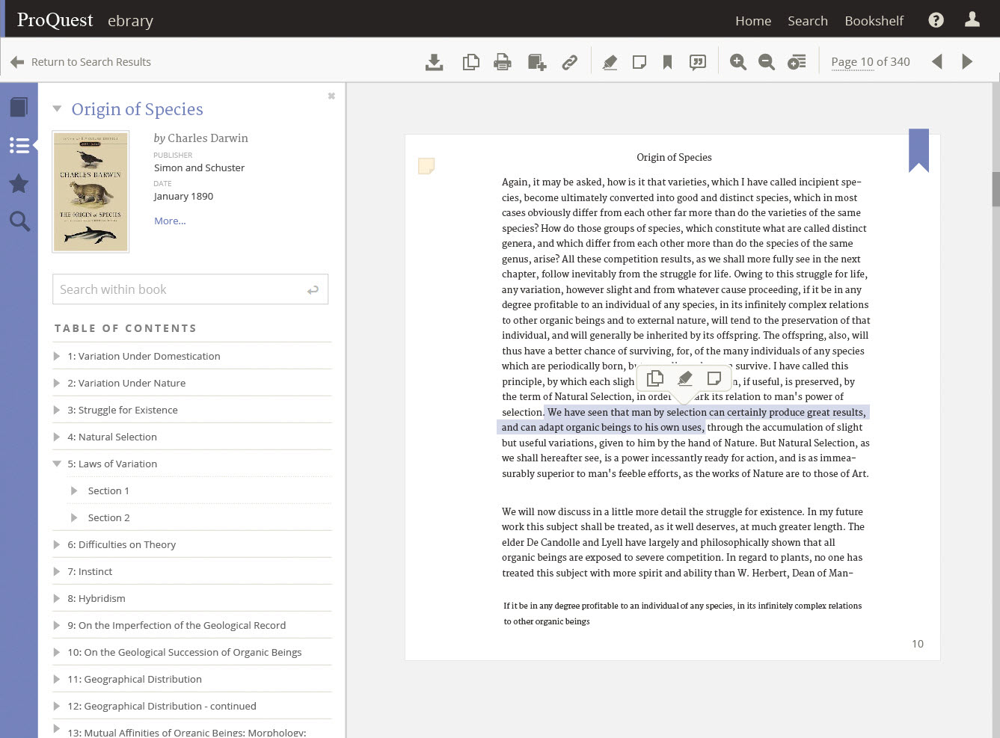 ProQuest ebrary
Home Search Bookshelf
Return to Search Results
Page 10 of 340
Origin of Species
by Charles Darwin
PUBLISHER
Simon and Schuster
DATE
January 1890
More...
CHARLES DARWIN
THE ORIGIN of SPECIES
Search within book
TABLE OF CONTENTS
1: Variation Under Domestication
2: Variation Under Nature
3: Struggle for Existence
4: Natural Selection
5: Laws of Variation
Section 1
Section 2
6: Difficulties on Theory
7: Instinct
8: Hybridism
9: On the Imperfection of the Geological Record
10: On the Geological Succession of Organic Beings
11: Geographical Distribution
12: Geographical Distribution - continued
13: Mutual Affinities of Organic Beings: Morphology:
Origin of Species
Again, it may be asked, how is it that varieties, which I have called incipient spe-
cies, become ultimately converted into good and distinct species, which in most
cases obviously differ from each other far more than do the varieties of the same
species? How do those groups of species, which constitute what are called distinct
genera, and which differ from each other more than do the species of the same
genus, arise? All these competition results, as we shall more fully see in the next
chapter, follow inevitably from the struggle for life. Owing to this struggle for life,
any variation, however slight and from whatever cause proceeding, if it be in any
degree profitable to an individual of any species, in its infinitely complex relations
to other organic beings and to external nature, will tend to the preservation of that
individual, and will generally be inherited by its offspring. The offspring, also, will
thus have a better chance of surviving, for, of the many individuals of any species
which are periodically born, survive. I have called this
principle, by which each if useful, is preserved, by
the term of Natural Selection, in its relation to man's power of
selection. We have seen that man by selection can certainly produce great results,
and can adapt organic beings to his own uses, through the accumulation of slight
but useful variations, given to him by the hand of Nature. But Natural Selection, as
we shall hereafter see, is a power incessantly ready for action, and is as immea-
surably superior to man's feeble efforts, as the works of Nature are to those of Art.
We will now discuss in a little more detail the struggle for existence. In my future
work this subject shall be treated, as it well deserves, at much greater length. The
elder De Candolle and Lyell have largely and philosophically shown that all
organic beings are exposed to severe competition. In regard to plants, no one has
treated this subject with more spirit and ability than W. Herbert, Dean of Man-
If it be in any degree profitable to an individual of any species, in its infinitely complex relations
to other organic beings
10